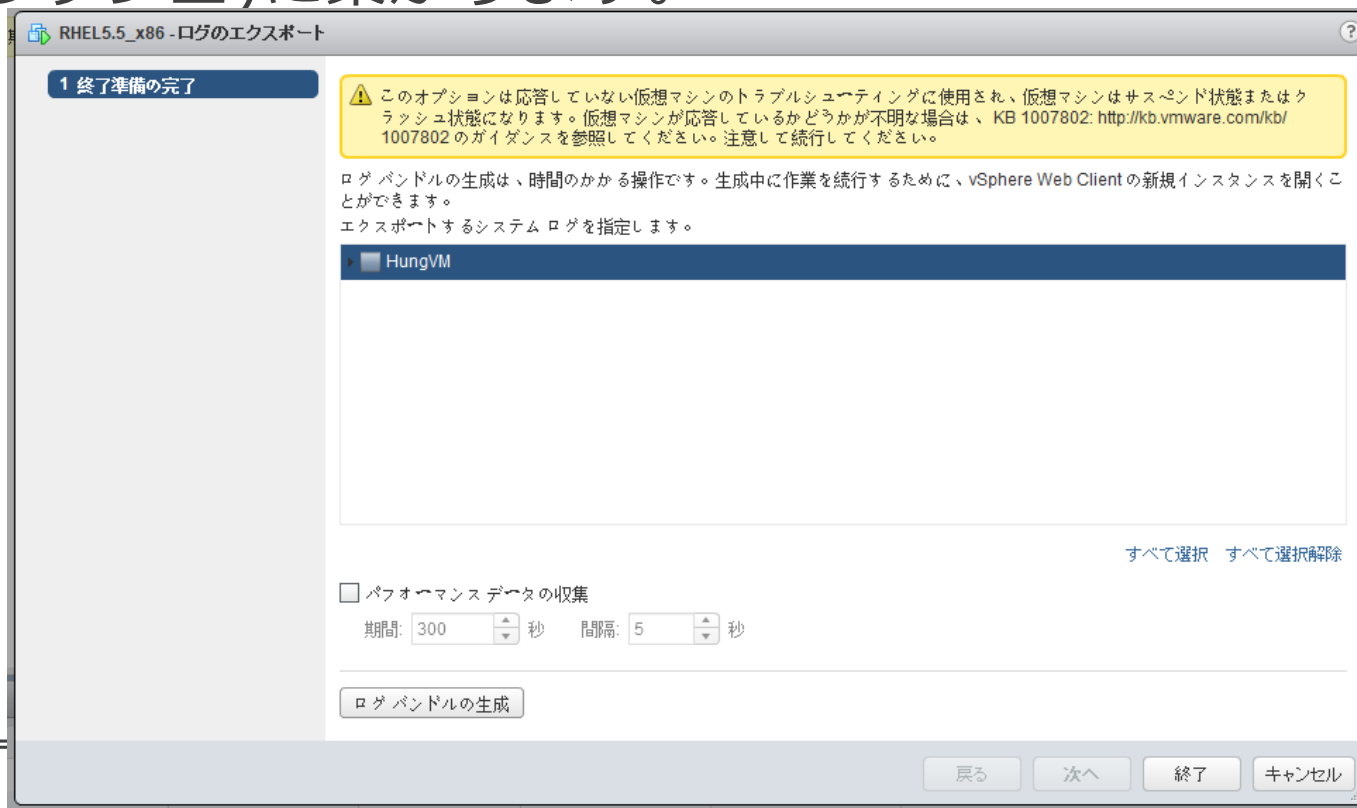 RHEL5.5_x86 - ログのエクスポート
?
1 終了準備の完了
このオプションは応答していない仮想マシンのトラブルシューティングに使用され、仮想マシンはサスペンド状態またはク
ラッシュ状態になります。仮想マシンが応答しているかどうかが不明な場合は、 KB 1007802: http://kb.vmware.com/kb/
1007802 のガイダンスを参照してください。注意して続行してください。
ログ バンドルの生成は、時間のかかる操作です。生成中に作業を続行するために、vSphere Web Client の新規インスタンスを開くこ
とができます。
エクスポートするシステム ログを指定します。
HungVM
すべて選択 すべて選択解除
パフォーマンス データの収集
期間: 300 秒 間隔: 5 秒
ログ バンドルの生成
戻る 次へ 終了 キャンセル